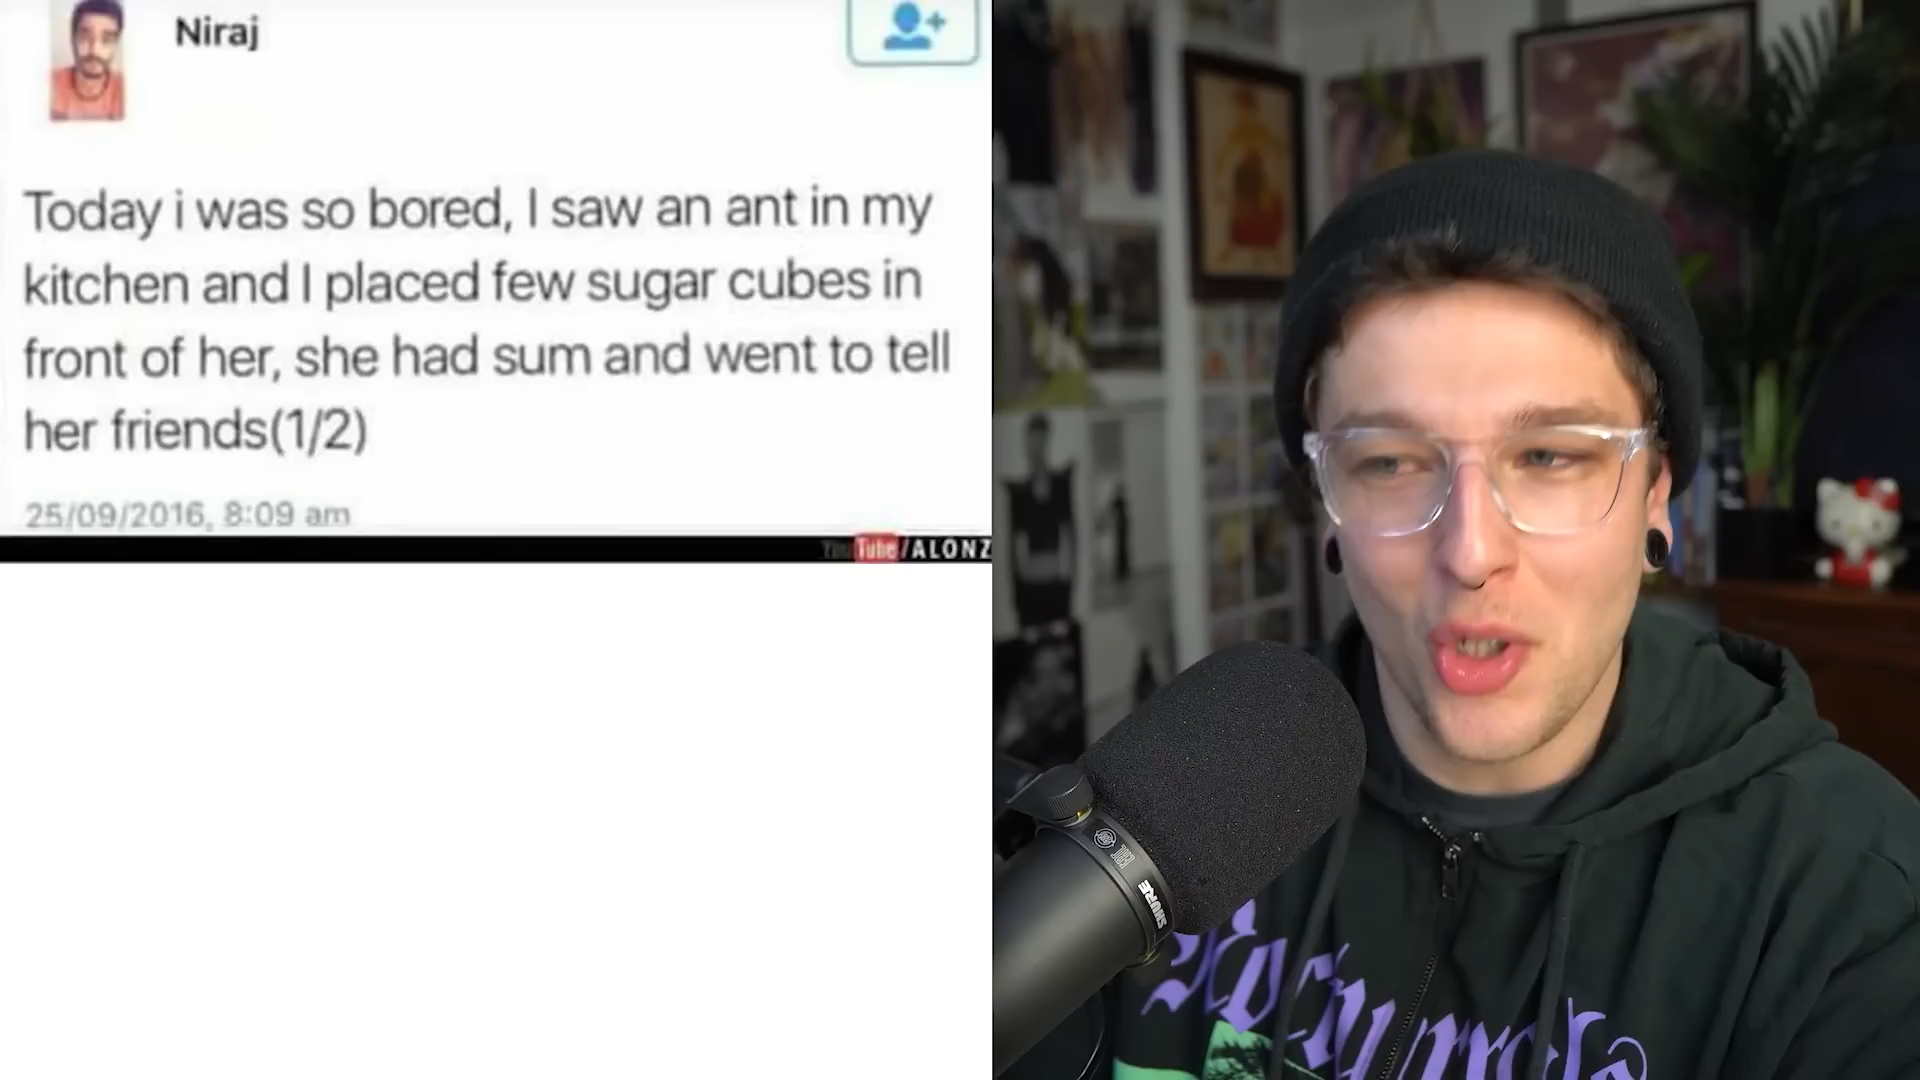 Niraj
Today i was so bored, I saw an ant in my
kitchen and I placed few sugar cubes in
front of her, she had sum and went to tell
her friends(1/2)
25/09/2016, 8:09 am
YouTube/ALONZ
SHURE